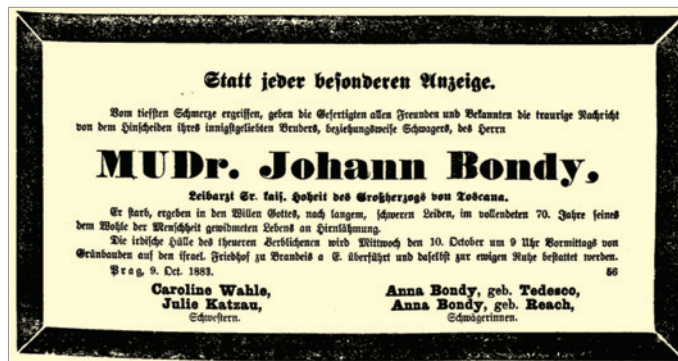 Statt jeder besonderen Anzeige.
Vom tiefsten Schmerze ergriffen, geben die Gefertigten allen Freunden und Bekannten die traurige Nachricht
von dem Hinscheiden ihres innigstgeliebten Bruders, beziehungsweise Schwagers, des Herrn
MUDr. Johann Bondy,
Leibarzt Sr. kais. Hoheit des Großherzogs von Toscana.
Er starb, ergeben in den Willen Gottes, nach langem, schweren Leiden, im vollendeten 70. Jahre seines
dem Wohle der Menschheit gewidmeten Lebens an Hirnlähmung.
Die irdische Hülle des theueren Verblichenen wird Mittwoch den 10. October um 9 Uhr Vormittags von
Grünbauden auf den israel. Friedhof zu Brandeis a E. überführt und daselbst zur ewigen Ruhe bestattet werden.
Prag, 9. Oct. 1883. 56
Caroline Wahle, Anna Bondy, geb. Tedesco,
Julie Katzau, Anna Bondy, geb. Reach,
Schwestern. Schwägerinnen.